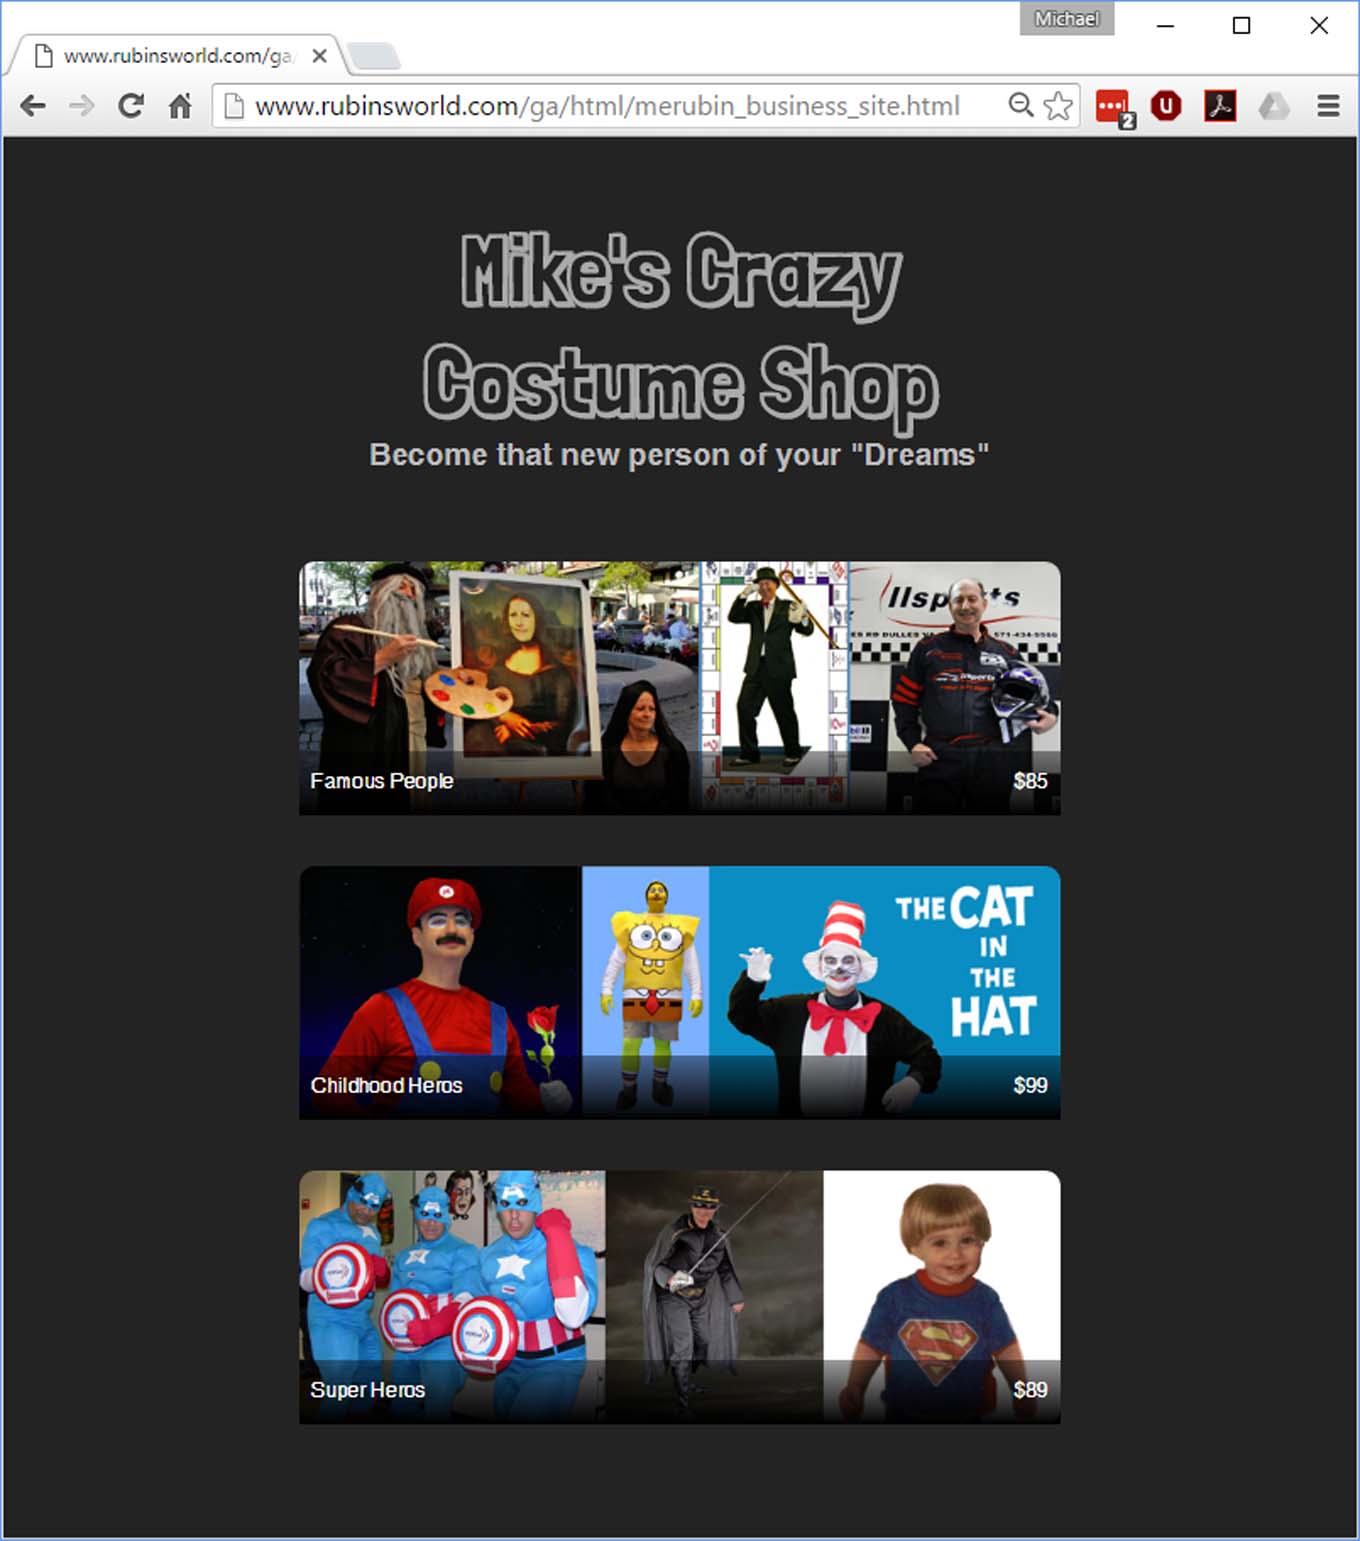 Michael
www.rubinsworld.com/ga
www.rubinsworld.com/ga/html/merubin_business_site.html
2
Mike's Crazy
Costume Shop
Become that new person of your "Dreams"
Famous People
$85
THE CAT
IN
THE
HAT
Childhood Heros
$99
Super Heros
$89